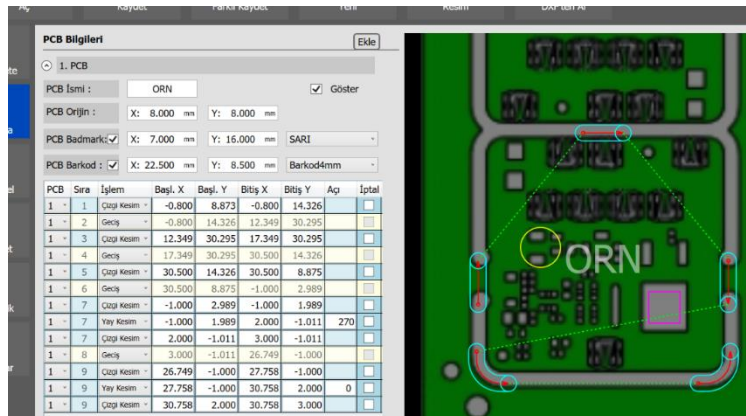 Aç Kaydet Farklı Kaydet Yeni Resim DXF'ten Al
PCB Bilgileri Ekle
1. PCB
PCB İsmi : ORN Göster
PCB Orijin : X: 8.000 mm Y: 8.000 mm
PCB Badmark: X: 7.000 mm Y: 16.000 mm SARI
PCB Barkod : X: 22.500 mm Y: 8.500 mm Barkod4mm
PCB Sıra İşlem Başl. X Başl. Y Bitiş X Bitiş Y Açı İptal
1 1 Çizgi Kesim -0.800 8.873 -0.800 14.326
1 2 Geçiş -0.800 14.326 12.349 30.295
1 3 Çizgi Kesim 12.349 30.295 17.349 30.295
1 4 Geçiş 17.349 30.295 30.500 14.326
1 5 Çizgi Kesim 30.500 14.326 30.500 8.875
1 6 Geçiş 30.500 8.875 -1.000 2.989
1 7 Çizgi Kesim -1.000 2.989 -1.000 1.989
1 7 Yay Kesim -1.000 1.989 2.000 -1.011 270
1 7 Çizgi Kesim 2.000 -1.011 3.000 -1.011
1 8 Geçiş 3.000 -1.011 26.749 -1.000
1 9 Çizgi Kesim 26.749 -1.000 27.758 -1.000
1 9 Yay Kesim 27.758 -1.000 30.758 2.000 0
1 9 Çizgi Kesim 30.758 2.000 30.758 3.000
ORN